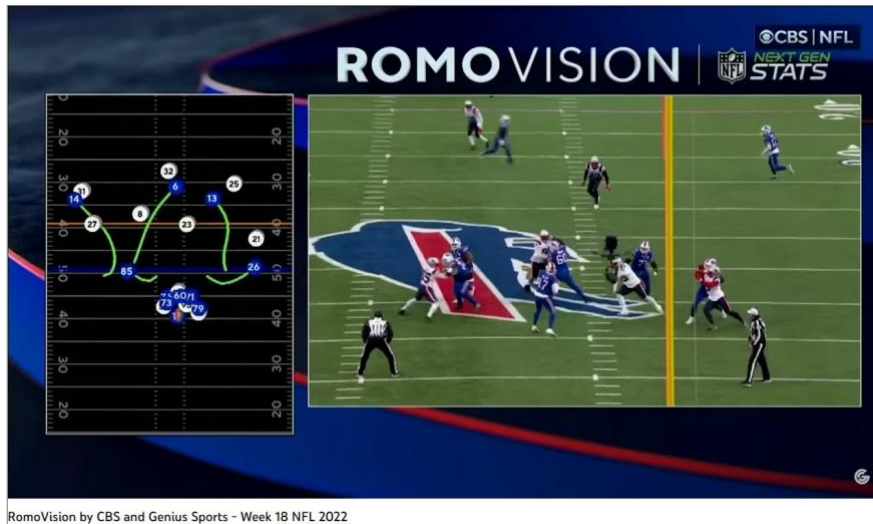 CBS | NFL
ROMOVISION
NFL
NEXT GEN
STATS
20 20
32
30 6 25 30
14 31 13
8
40 27 23 40
21
50 85 26 50
60
73 79
40 40
30 30
20 20
17
G
RomoVision by CBS and Genius Sports - Week 18 NFL 2022